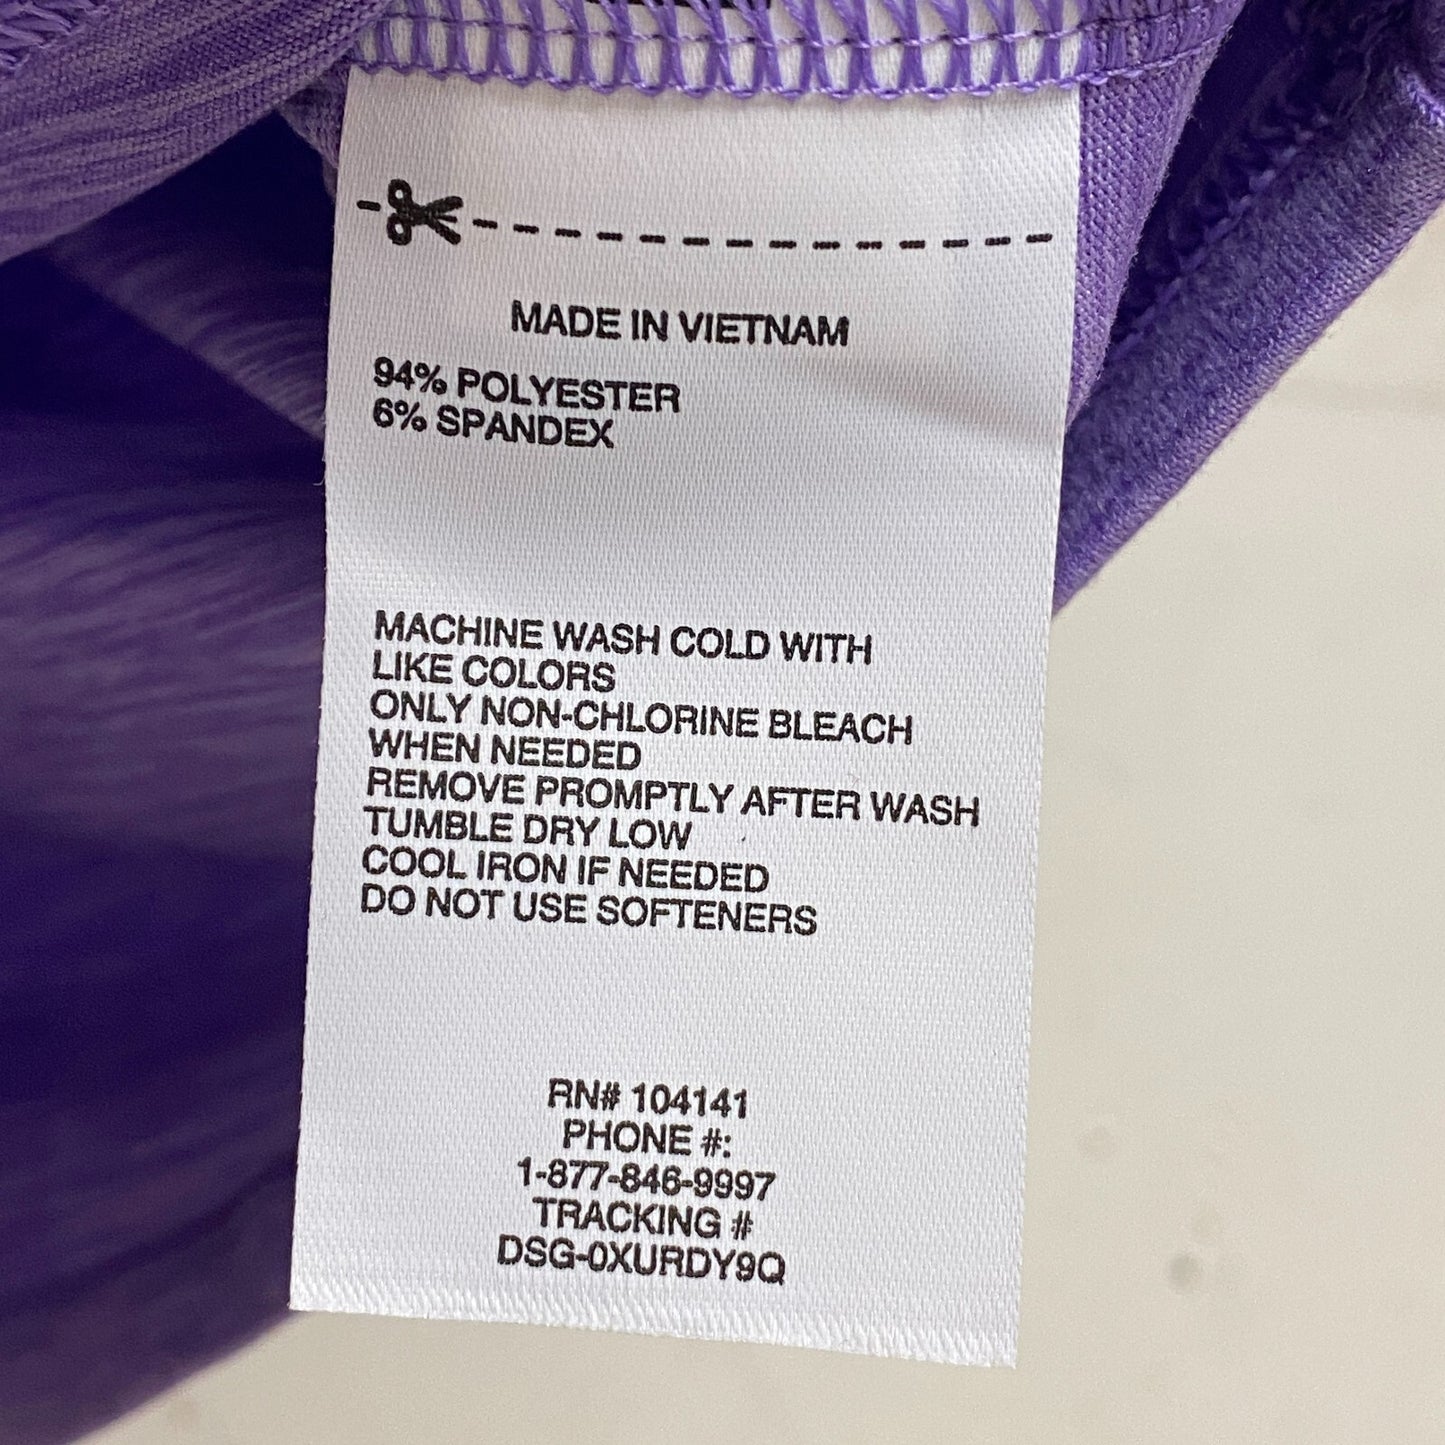 MADE IN VIETNAM
94% POLYESTER
6% SPANDEX
MACHINE WASH COLD WITH
LIKE COLORS
ONLY NON-CHLORINE BLEACH
WHEN NEEDED
REMOVE PROMPTLY AFTER WASH
TUMBLE DRY LOW
COOL IRON IF NEEDED
DO NOT USE SOFTENERS
RN# 104141
PHONE #:
1-877-846-9997
TRACKING #
DSG-0XURDY9Q